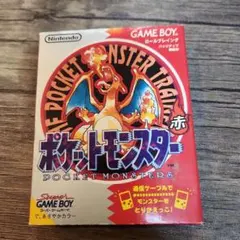 Nintendo
GAME BOY
THE POCKET MONSTER TRAINER
赤
ポケットモンスター
POCKET MONSTERS
Super
GAME BOY
通信ケーブルで
モンスターを
とりかえっこ!